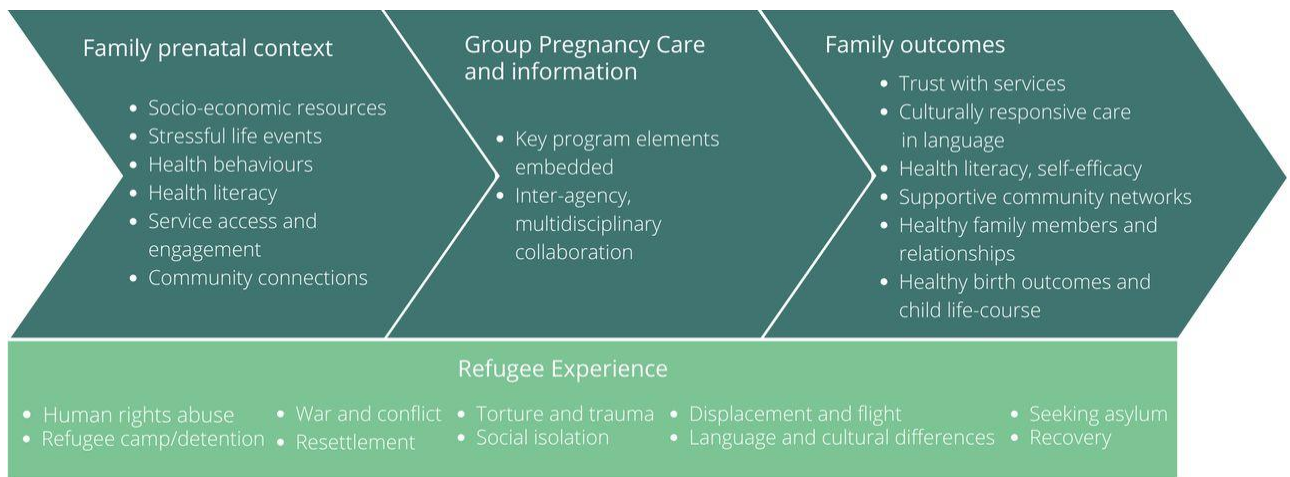 Family prenatal context
• Socio-economic resources
• Stressful life events
• Health behaviours
• Health literacy
• Service access and
engagement
• Community connections
Group Pregnancy Care
and information
• Key program elements
embedded
• Inter-agency,
multidisciplinary
collaboration
Family outcomes
• Trust with services
• Culturally responsive care
in language
• Health literacy, self-efficacy
• Supportive community networks
• Healthy family members and
relationships
• Healthy birth outcomes and
child life-course
Refugee Experience
• Human rights abuse
• Refugee camp/detention
• War and conflict
• Resettlement
• Torture and trauma
• Social isolation
• Displacement and flight
• Language and cultural differences
• Seeking asylum
• Recovery